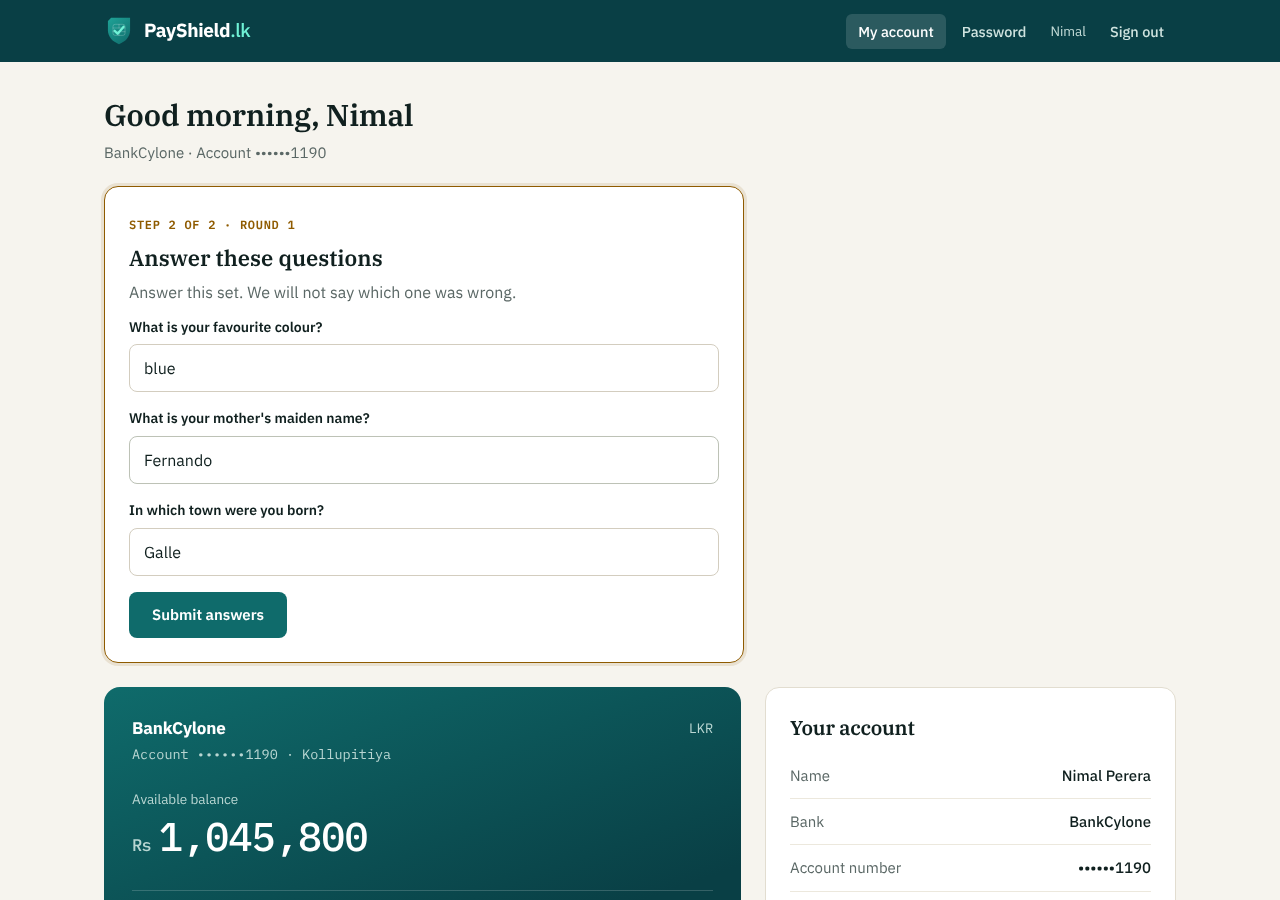 PayShield.lk
My account
Password
Nimal
Sign out
Good morning, Nimal
BankCylone · Account ••••••1190
STEP 2 OF 2 · ROUND 1
Answer these questions
Answer this set. We will not say which one was wrong.
What is your favourite colour?
blue
What is your mother's maiden name?
Fernando
In which town were you born?
Galle
Submit answers
BankCylone LKR
Account ••••••1190 · Kollupitiya
Available balance
Rs 1,045,800
Your account
Name Nimal Perera
Bank BankCylone
Account number ••••••1190